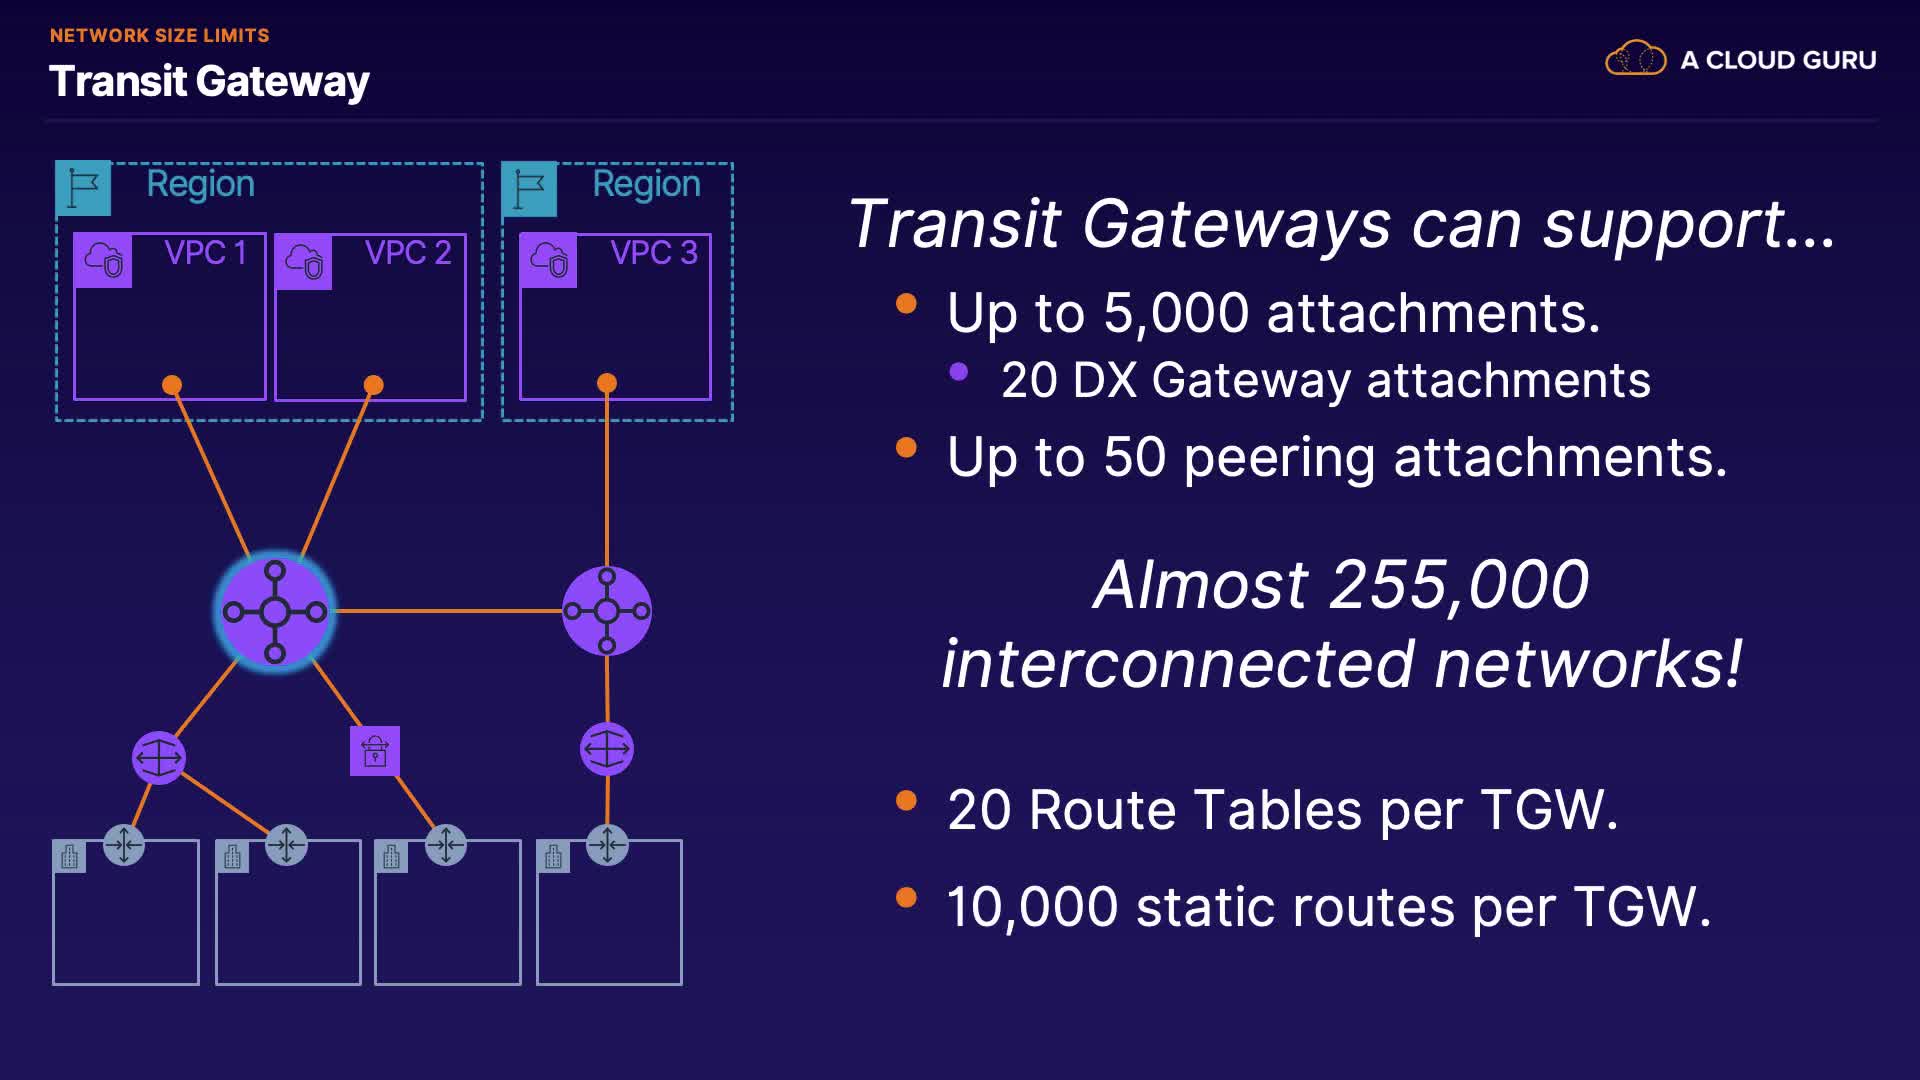 NETWORK SIZE LIMITS
Transit Gateway
A CLOUD GURU
Region
Region
VPC 1
VPC 2
VPC 3
Transit Gateways can support...
Up to 5,000 attachments.
20 DX Gateway attachments
Up to 50 peering attachments.
Almost 255,000
interconnected networks!
20 Route Tables per TGW.
10,000 static routes per TGW.